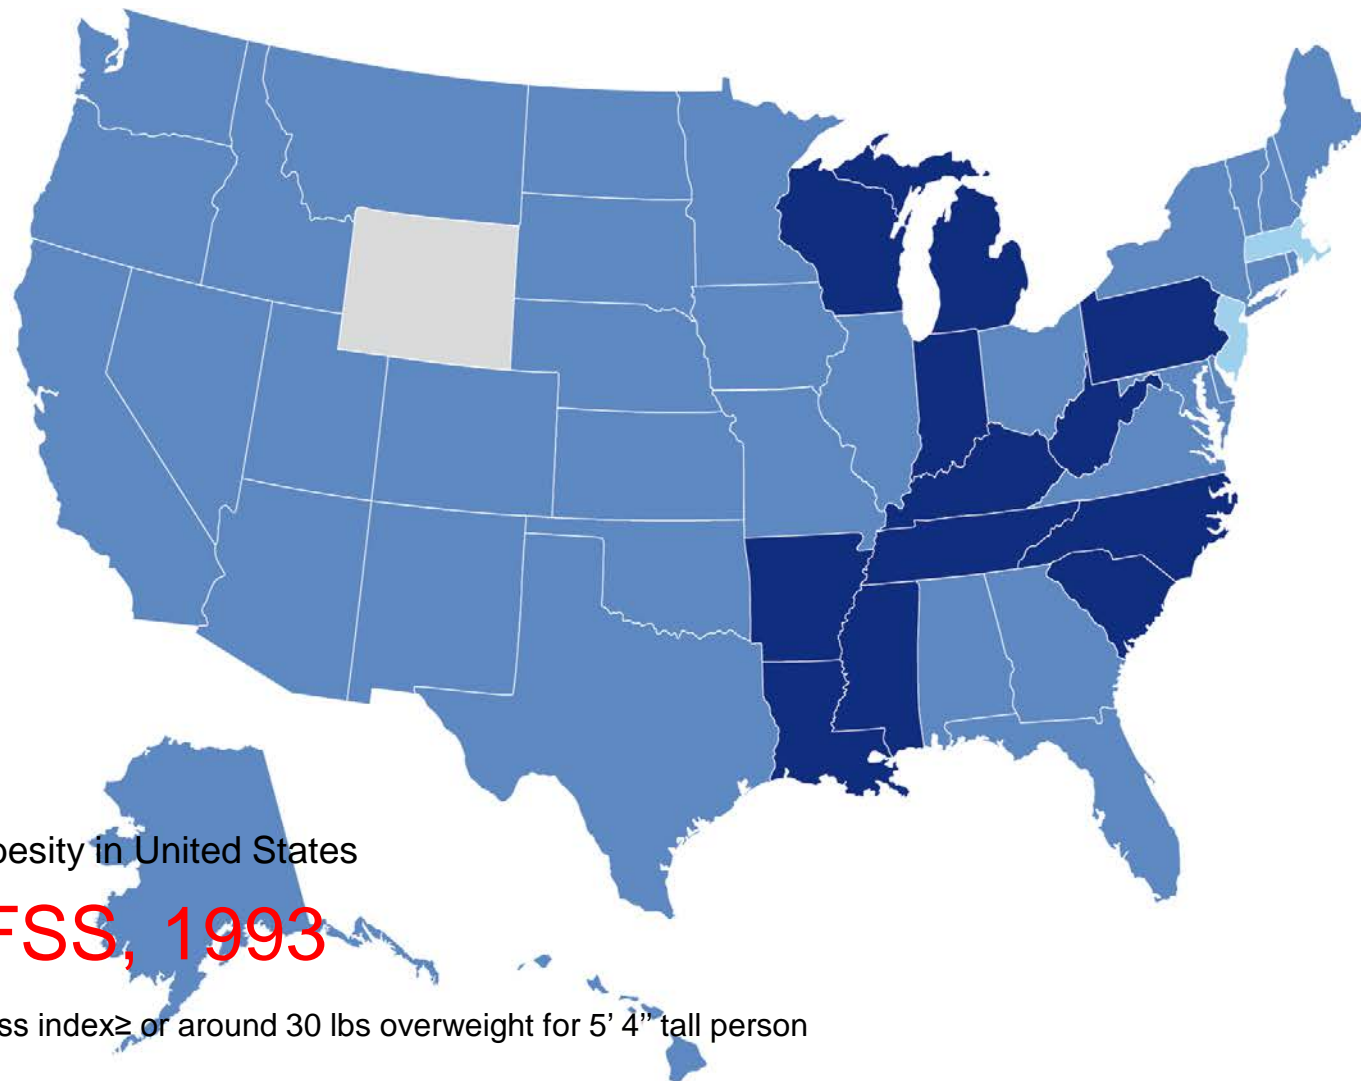 besity in United States
FSS, 1993
ss index≥ or around 30 lbs overweight for 5’ 4” tall person